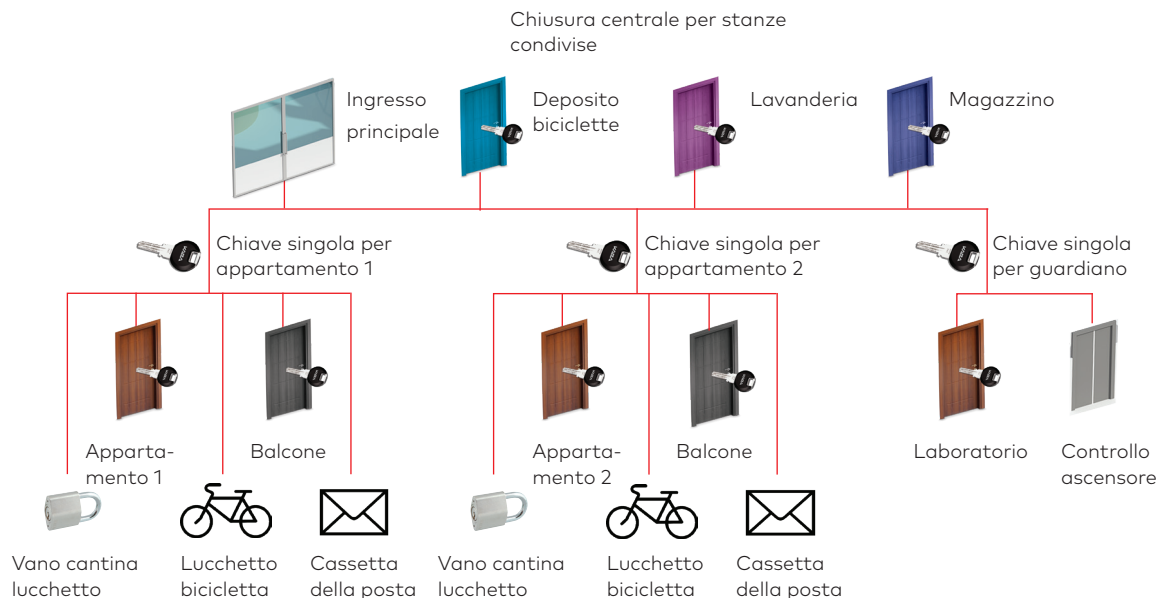 Chiusura centrale per stanze
condivise
Ingresso
principale
Deposito
biciclette
Lavanderia
Magazzino
Chiave singola per
appartamento 1
Chiave singola per
appartamento 2
Chiave singola
per guardiano
Apparta-
mento 1
Balcone
Apparta-
mento 2
Balcone
Laboratorio
Controllo
ascensore
Vano cantina
lucchetto
Lucchetto
bicicletta
Cassetta
della posta
Vano cantina
lucchetto
Lucchetto
bicicletta
Cassetta
della posta